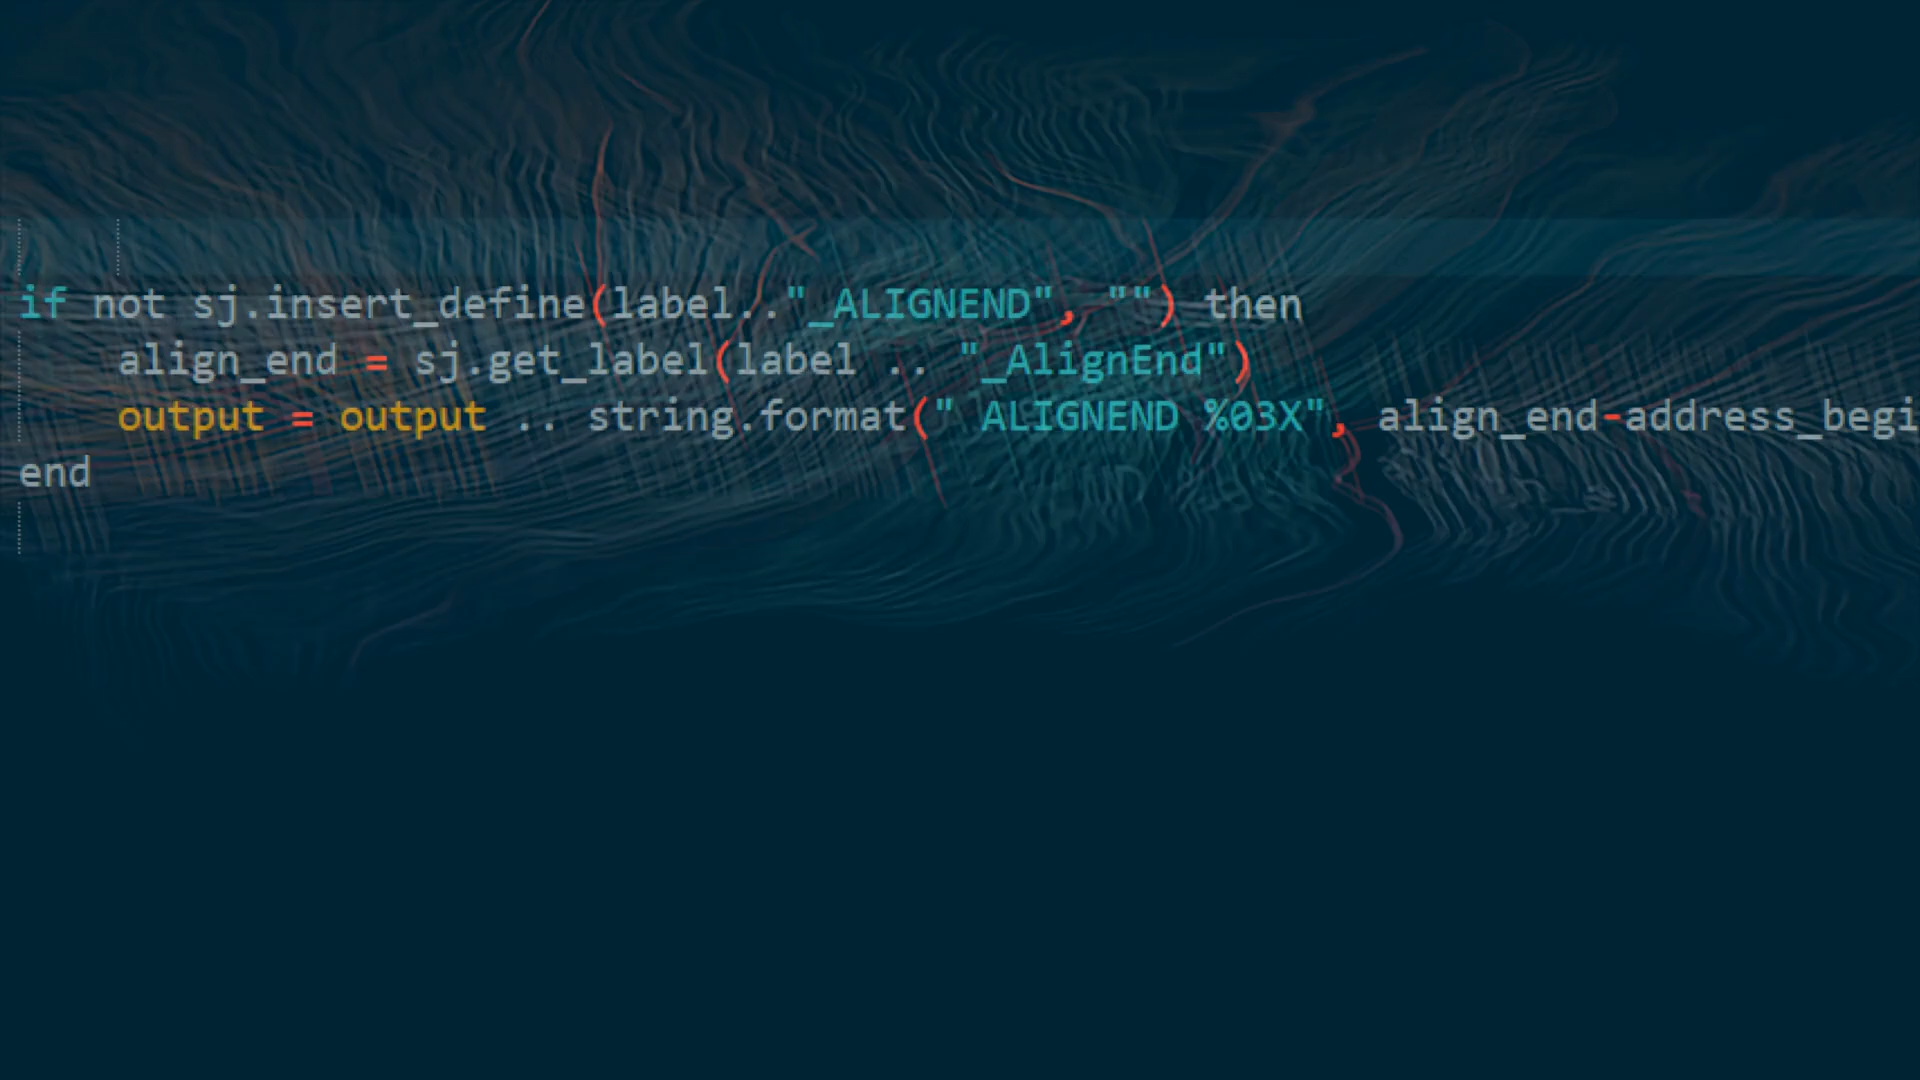 if not sj.insert_define(label.."_ALIGNEND", "") then
    align_end = sj.get_label(label .. "_AlignEnd")
    output = output .. string.format(" ALIGNEND %03X", align_end-address_begi
end